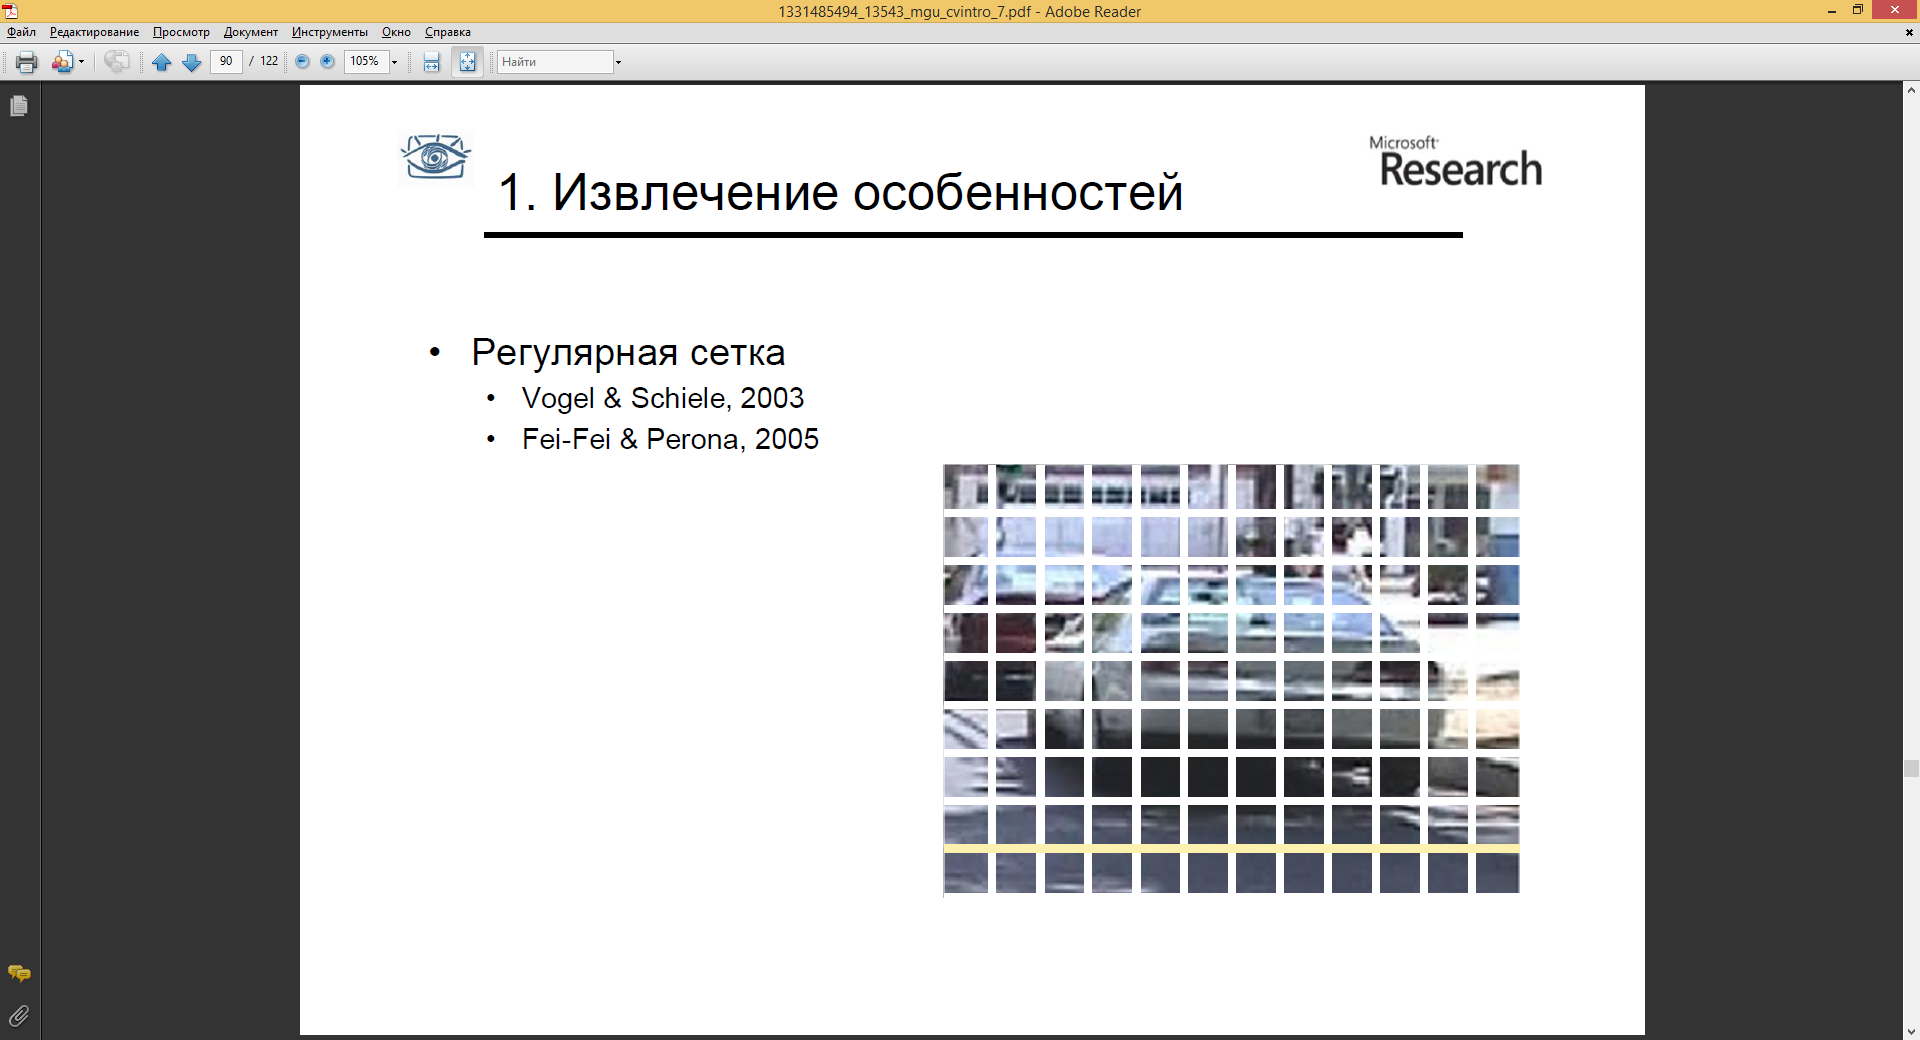 1331485494_13543_mgu_cvintro_7.pdf - Adobe Reader
Файл Редактирование Просмотр Документ Инструменты Окно Справка
90 / 122 105% Найти
Microsoft
Research
1. Извлечение особенностей
• Регулярная сетка
• Vogel & Schiele, 2003
• Fei-Fei & Perona, 2005